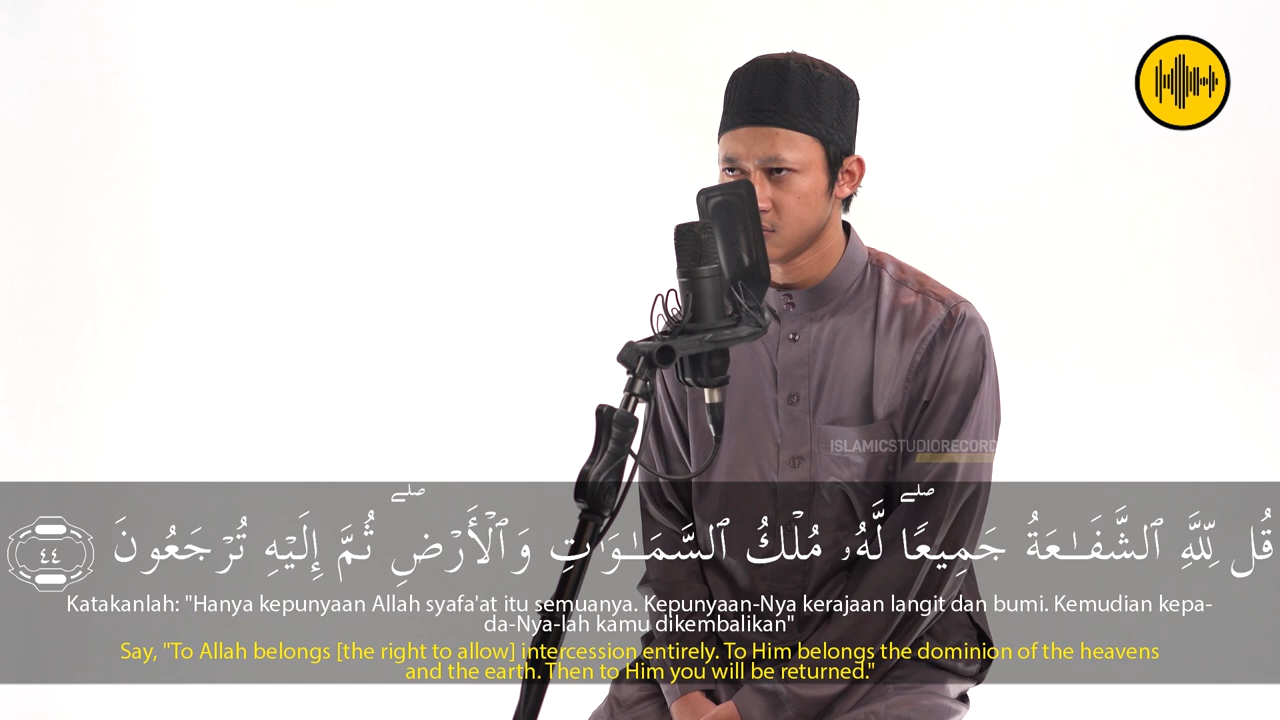 ISLAMICSTUDIORECORD
قُل لِّلَّهِ ٱلشَّفَـٰعَةُ جَمِيعًا ۖ لَّهُۥ مُلْكُ ٱلسَّمَـٰوَٰتِ وَٱلْأَرْضِ ۖ ثُمَّ إِلَيْهِ تُرْجَعُونَ ٤٤
Katakanlah: "Hanya kepunyaan Allah syafa'at itu semuanya. Kepunyaan-Nya kerajaan langit dan bumi. Kemudian kepa-
da-Nya-lah kamu dikembalikan"
Say, "To Allah belongs [the right to allow] intercession entirely. To Him belongs the dominion of the heavens
and the earth. Then to Him you will be returned."